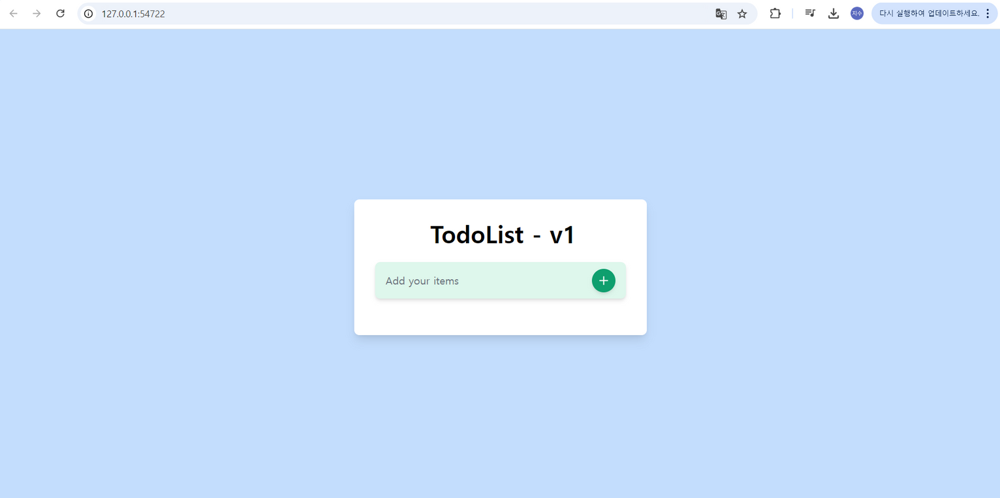 127.0.0.1:54722
지수
다시 실행하여 업데이트하세요.
TodoList - v1
Add your items